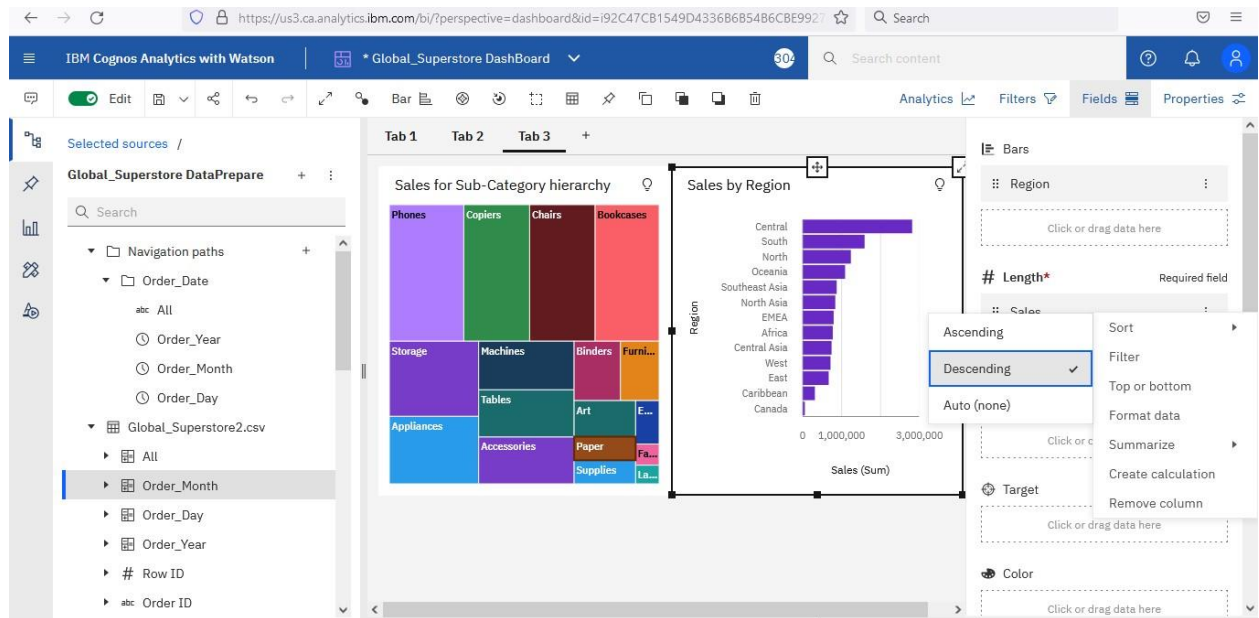 https://us3.ca.analytics.ibm.com/bi/?perspective=dashboard&id=i92C47CB1549D4336B6B54B6CBE9927
Search
IBM Cognos Analytics with Watson
* Global_Superstore DashBoard
304
Search content
Edit
Bar
Analytics
Filters
Fields
Properties
Selected sources /
Global_Superstore DataPrepare
Search
Navigation paths
Order_Date
abc All
Order_Year
Order_Month
Order_Day
Global_Superstore2.csv
All
Order_Month
Order_Day
Order_Year
# Row ID
abc Order ID
Tab 1 Tab 2 Tab 3 +
Sales for Sub-Category hierarchy
Phones
Copiers
Chairs
Bookcases
Storage
Machines
Binders
Furni...
Tables
Art
E...
Appliances
Accessories
Paper
Fa...
Supplies
La...
Sales by Region
Region
Central
South
North
Oceania
Southeast Asia
North Asia
EMEA
Africa
Central Asia
West
East
Caribbean
Canada
0 1,000,000 3,000,000
Sales (Sum)
Bars
Region
Click or drag data here
# Length* Required field
Sales
Ascending
Descending
Auto (none)
Sort
Filter
Top or bottom
Format data
Summarize
Create calculation
Remove column
Click or
Target
Click or drag data here
Color
Click or drag data here